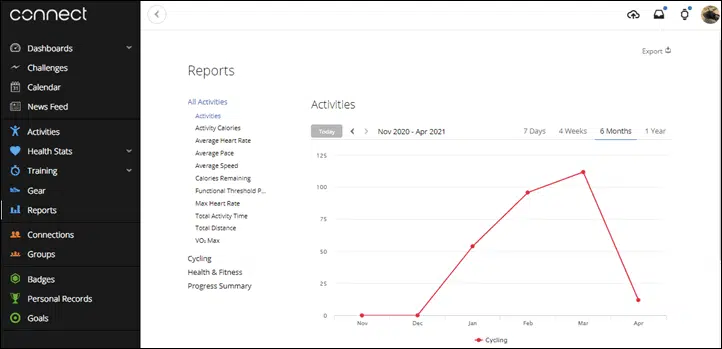 connect
Dashboards
Challenges
31
Calendar
News Feed
Activities
Health Stats
Training
Gear
Reports
Connections
Groups
Badges
Personal Records
Goals
Export
Reports
All Activities
Activities
Activity Calories
Average Heart Rate
Average Pace
Average Speed
Calories Remaining
Functional Threshold P...
Max Heart Rate
Total Activity Time
Total Distance
VO₂ Max
Cycling
Health & Fitness
Progress Summary
Activities
Today Nov 2020 - Apr 2021 7 Days 4 Weeks 6 Months 1 Year
125
100
75
50
25
0
Nov Dec Jan Feb Mar Apr
Cycling